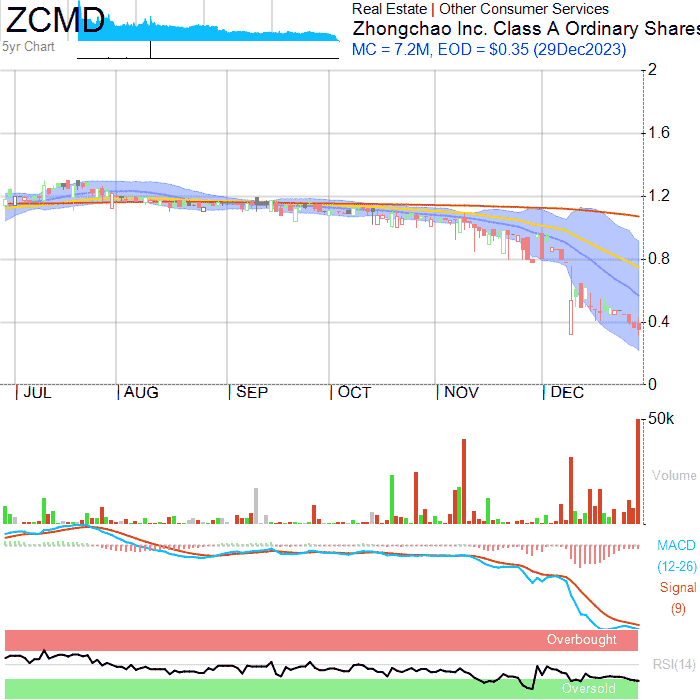 ZCMD
5yr Chart
Real Estate | Other Consumer Services
Zhongchao Inc. Class A Ordinary Shares
MC = 7.2M, EOD = $0.35 (29Dec2023)
2
1.6
1.2
0.8
0.4
0
JUL AUG SEP OCT NOV DEC
50k
Volume
MACD
(12-26)
Signal
(9)
Overbought
RSI(14)
Oversold